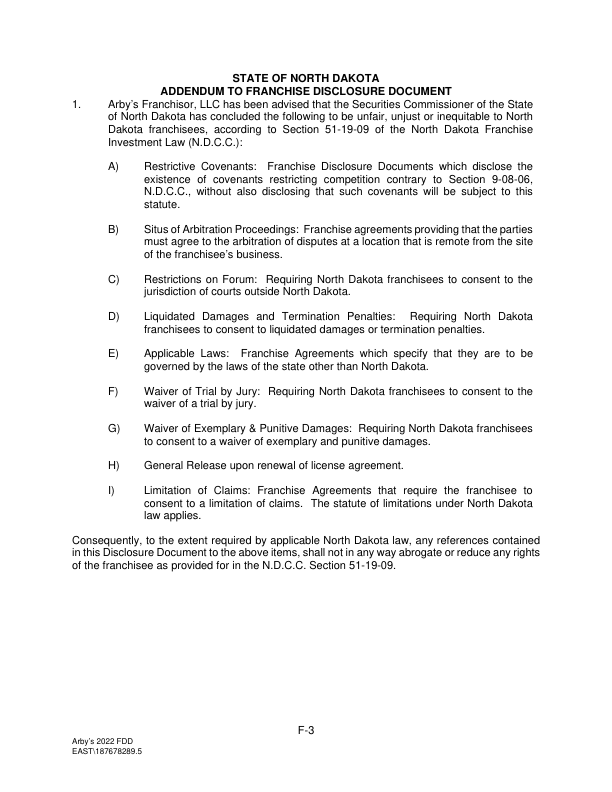 STATE OF NORTH DAKOTA
ADDENDUM TO FRANCHISE DISCLOSURE DOCUMENT
1. Arby's Franchisor, LLC has been advised that the Securities Commissioner of the State
of North Dakota has concluded the following to be unfair, unjust or inequitable to North
Dakota franchisees, according to Section 51-19-09 of the North Dakota Franchise
Investment Law (N.D.C.C.):
A) Restrictive Covenants: Franchise Disclosure Documents which disclose the
existence of covenants restricting competition contrary to Section 9-08-06,
N.D.C.C., without also disclosing that such covenants will be subject to this
statute.
B) Situs of Arbitration Proceedings: Franchise agreements providing that the parties
must agree to the arbitration of disputes at a location that is remote from the site
of the franchisee's business.
C) Restrictions on Forum: Requiring North Dakota franchisees to consent to the
jurisdiction of courts outside North Dakota.
D) Liquidated Damages and Termination Penalties: Requiring North Dakota
franchisees to consent to liquidated damages or termination penalties.
E) Applicable Laws: Franchise Agreements which specify that they are to be
governed by the laws of the state other than North Dakota.
F) Waiver of Trial by Jury: Requiring North Dakota franchisees to consent to the
waiver of a trial by jury.
G) Waiver of Exemplary & Punitive Damages: Requiring North Dakota franchisees
to consent to a waiver of exemplary and punitive damages.
H) General Release upon renewal of license agreement.
I) Limitation of Claims: Franchise Agreements that require the franchisee to
consent to a limitation of claims. The statute of limitations under North Dakota
law applies.
Consequently, to the extent required by applicable North Dakota law, any references contained
in this Disclosure Document to the above items, shall not in any way abrogate or reduce any rights
of the franchisee as provided for in the N.D.C.C. Section 51-19-09.
F-3
Arby's 2022 FDD
EAST\187678289.5